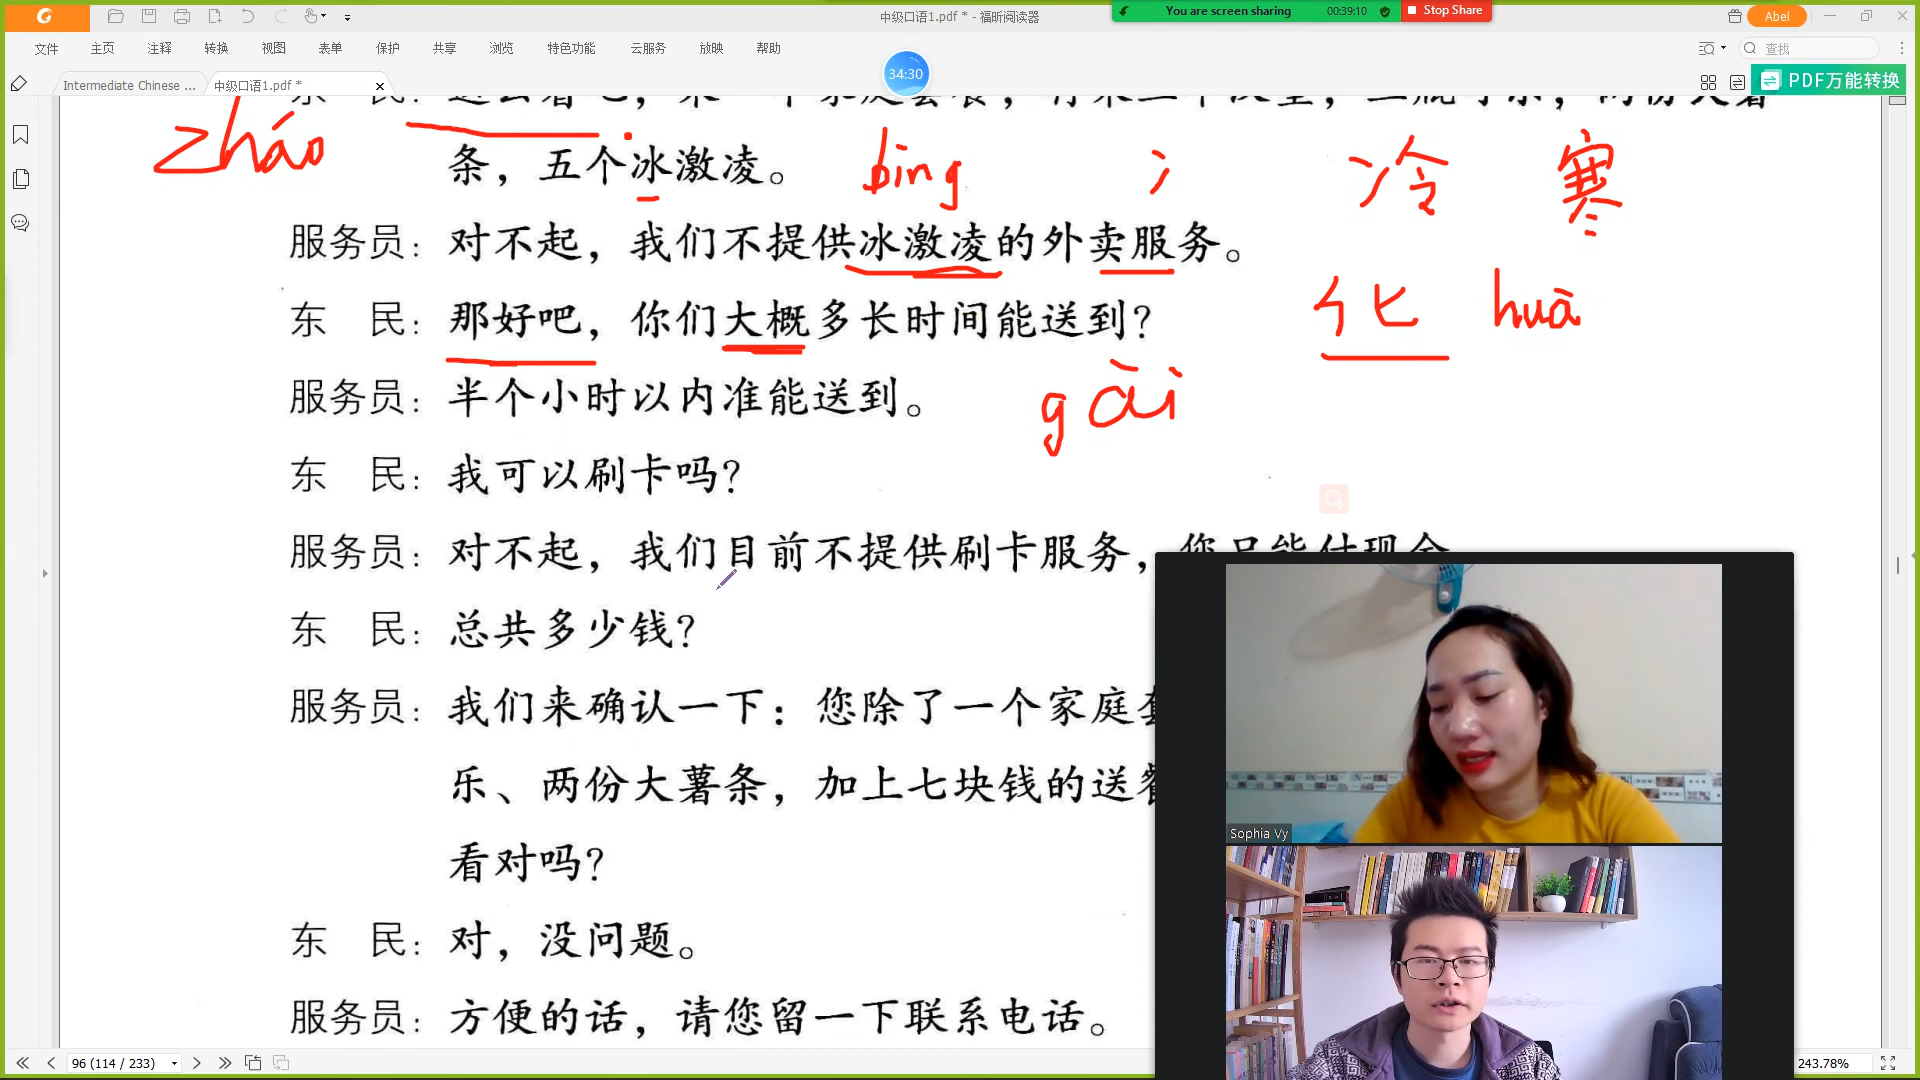 中级口语1.pdf * - 福昕阅读器
You are screen sharing 00:39:10 Stop Share
Abel
文件 主页 注释 转换 视图 表单 保护 共享 浏览 特色功能 云服务 放映 帮助
查找
34:30
Intermediate Chinese ... 中级口语1.pdf *
PDF万能转换
zháo
条，五个冰激凌。 bing 冫 冷 寒
服务员：对不起，我们不提供冰激凌的外卖服务。
东 民：那好吧，你们大概多长时间能送到？
化 huā
服务员：半个小时以内准能送到。
gāi
东 民：我可以刷卡吗？
服务员：对不起，我们目前不提供刷卡服务，您只能付现金
东 民：总共多少钱？
服务员：我们来确认一下：您除了一个家庭套
乐、两份大薯条，加上七块钱的送餐
看对吗？
东 民：对，没问题。
服务员：方便的话，请您留一下联系电话。
Sophia Vy
96 (114 / 233)
243.78%